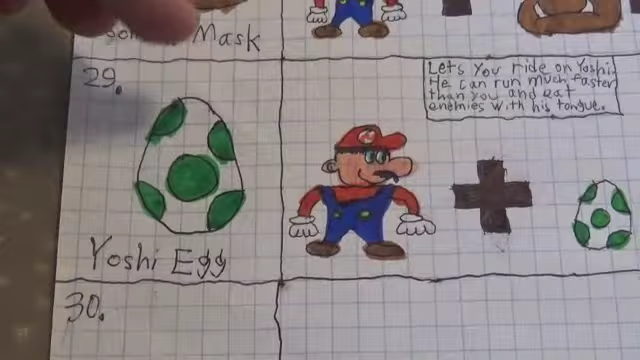 Mask
29.
Lets You ride on Yoshi.
He can run much faster
than you and eat
enemies with his tongue.
M
Yoshi Egg
30.